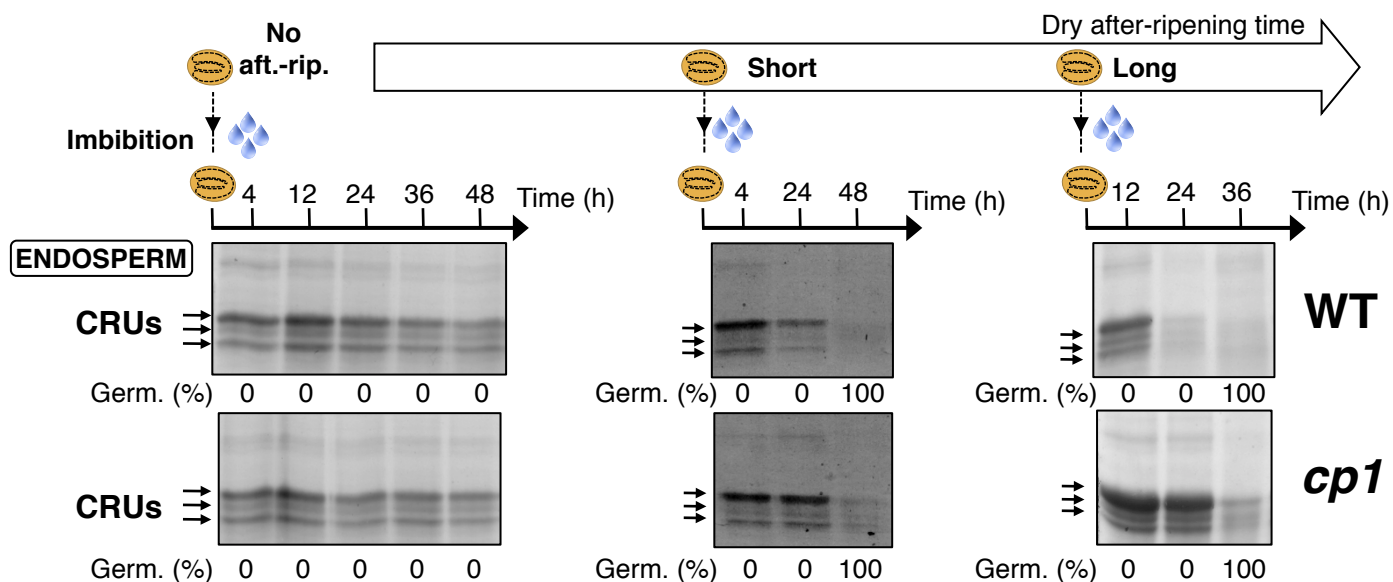 Dry after-ripening time
No
aft.-rip.
Short
Long
Imbibition
4 12 24 36 48 Time (h)
4 24 48 Time (h)
12 24 36 Time (h)
ENDOSPERM
CRUs
WT
Germ. (%) 0 0 0 0 0
Germ. (%) 0 0 100
Germ. (%) 0 0 100
CRUs
cp1
Germ. (%) 0 0 0 0 0
Germ. (%) 0 0 100
Germ. (%) 0 0 100